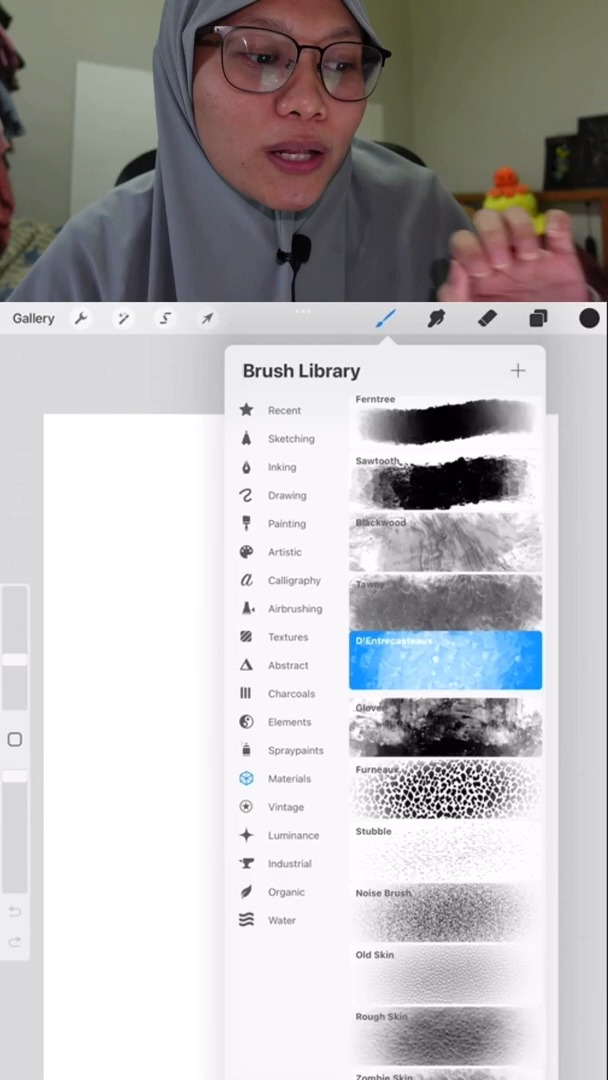 Gallery
Brush Library
Recent
Sketching
Inking
Drawing
Painting
Artistic
Calligraphy
Airbrushing
Textures
Abstract
Charcoals
Elements
Spraypaints
Materials
Vintage
Luminance
Industrial
Organic
Water
Ferntree
Sawtooth
Blackwood
Tawny
D'Entrecasteaux
Glover
Furneaux
Stubble
Noise Brush
Old Skin
Rough Skin
Zombie Skin